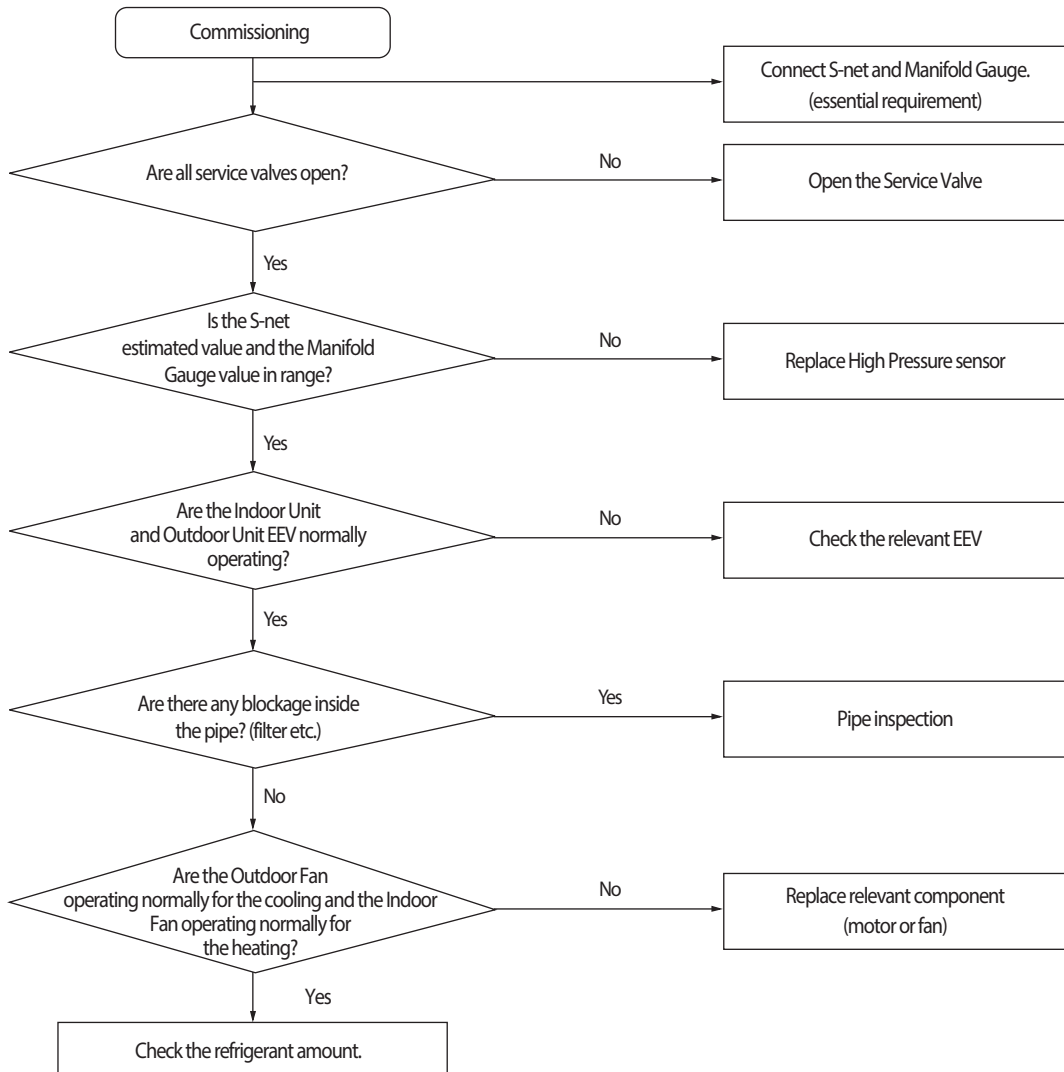 Commissioning
Connect S-net and Manifold Gauge.
(essential requirement)
Are all service valves open?
No
Open the Service Valve
Yes
Is the S-net
estimated value and the Manifold
Gauge value in range?
No
Replace High Pressure sensor
Yes
Are the Indoor Unit
and Outdoor Unit EEV normally
operating?
No
Check the relevant EEV
Yes
Are there any blockage inside
the pipe? (filter etc.)
Yes
Pipe inspection
No
Are the Outdoor Fan
operating normally for the cooling and the Indoor
Fan operating normally for
the heating?
No
Replace relevant component
(motor or fan)
Yes
Check the refrigerant amount.